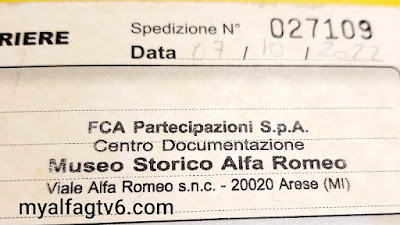 RRIERE
Spedizione N° 027109
Data 07 / 10 / 2022
FCA Partecipazioni S.p.A.
Centro Documentazione
Museo Storico Alfa Romeo
Viale Alfa Romeo s.n.c. - 20020 Arese (MI)
myalfagtv6.com